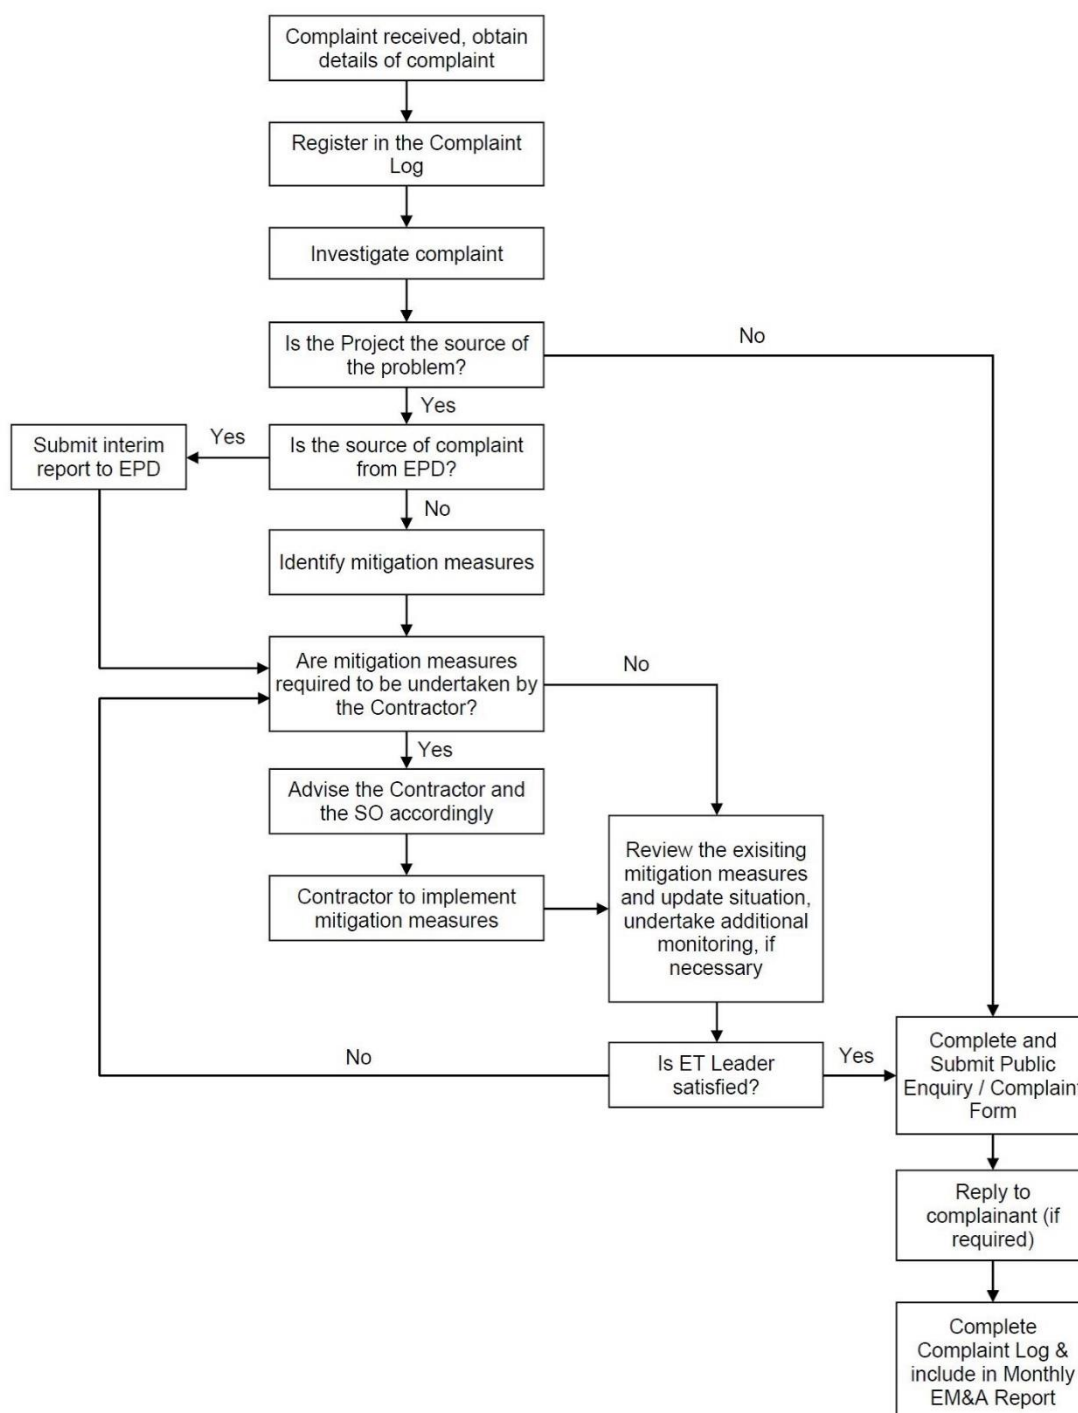 Complaint received, obtain
details of complaint
Register in the Complaint
Log
Investigate complaint
Is the Project the source of
the problem?
No
Yes
Submit interim
report to EPD
Yes
Is the source of complaint
from EPD?
No
Identify mitigation measures
Are mitigation measures
required to be undertaken by
the Contractor?
No
Yes
Advise the Contractor and
the SO accordingly
Contractor to implement
mitigation measures
Review the exisiting
mitigation measures
and update situation,
undertake additional
monitoring, if
necessary
No
Is ET Leader
satisfied?
Yes
Complete and
Submit Public
Enquiry / Complaint
Form
Reply to
complainant (if
required)
Complete
Complaint Log &
include in Monthly
EM&A Report